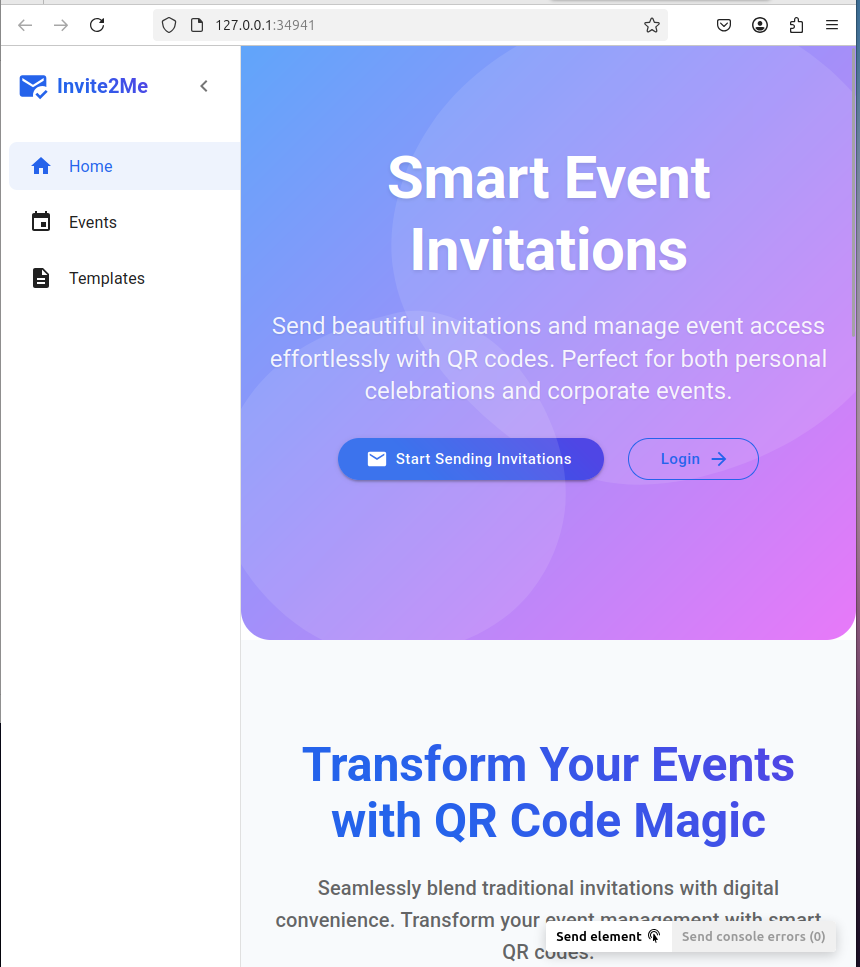 127.0.0.1:34941
Invite2Me
Home
Events
Templates
Smart Event
Invitations
Send beautiful invitations and manage event access
effortlessly with QR codes. Perfect for both personal
celebrations and corporate events.
Start Sending Invitations
Login
Transform Your Events
with QR Code Magic
Seamlessly blend traditional invitations with digital
convenience. Transform your event management with smart
QR codes.
Send element
Send console errors (0)